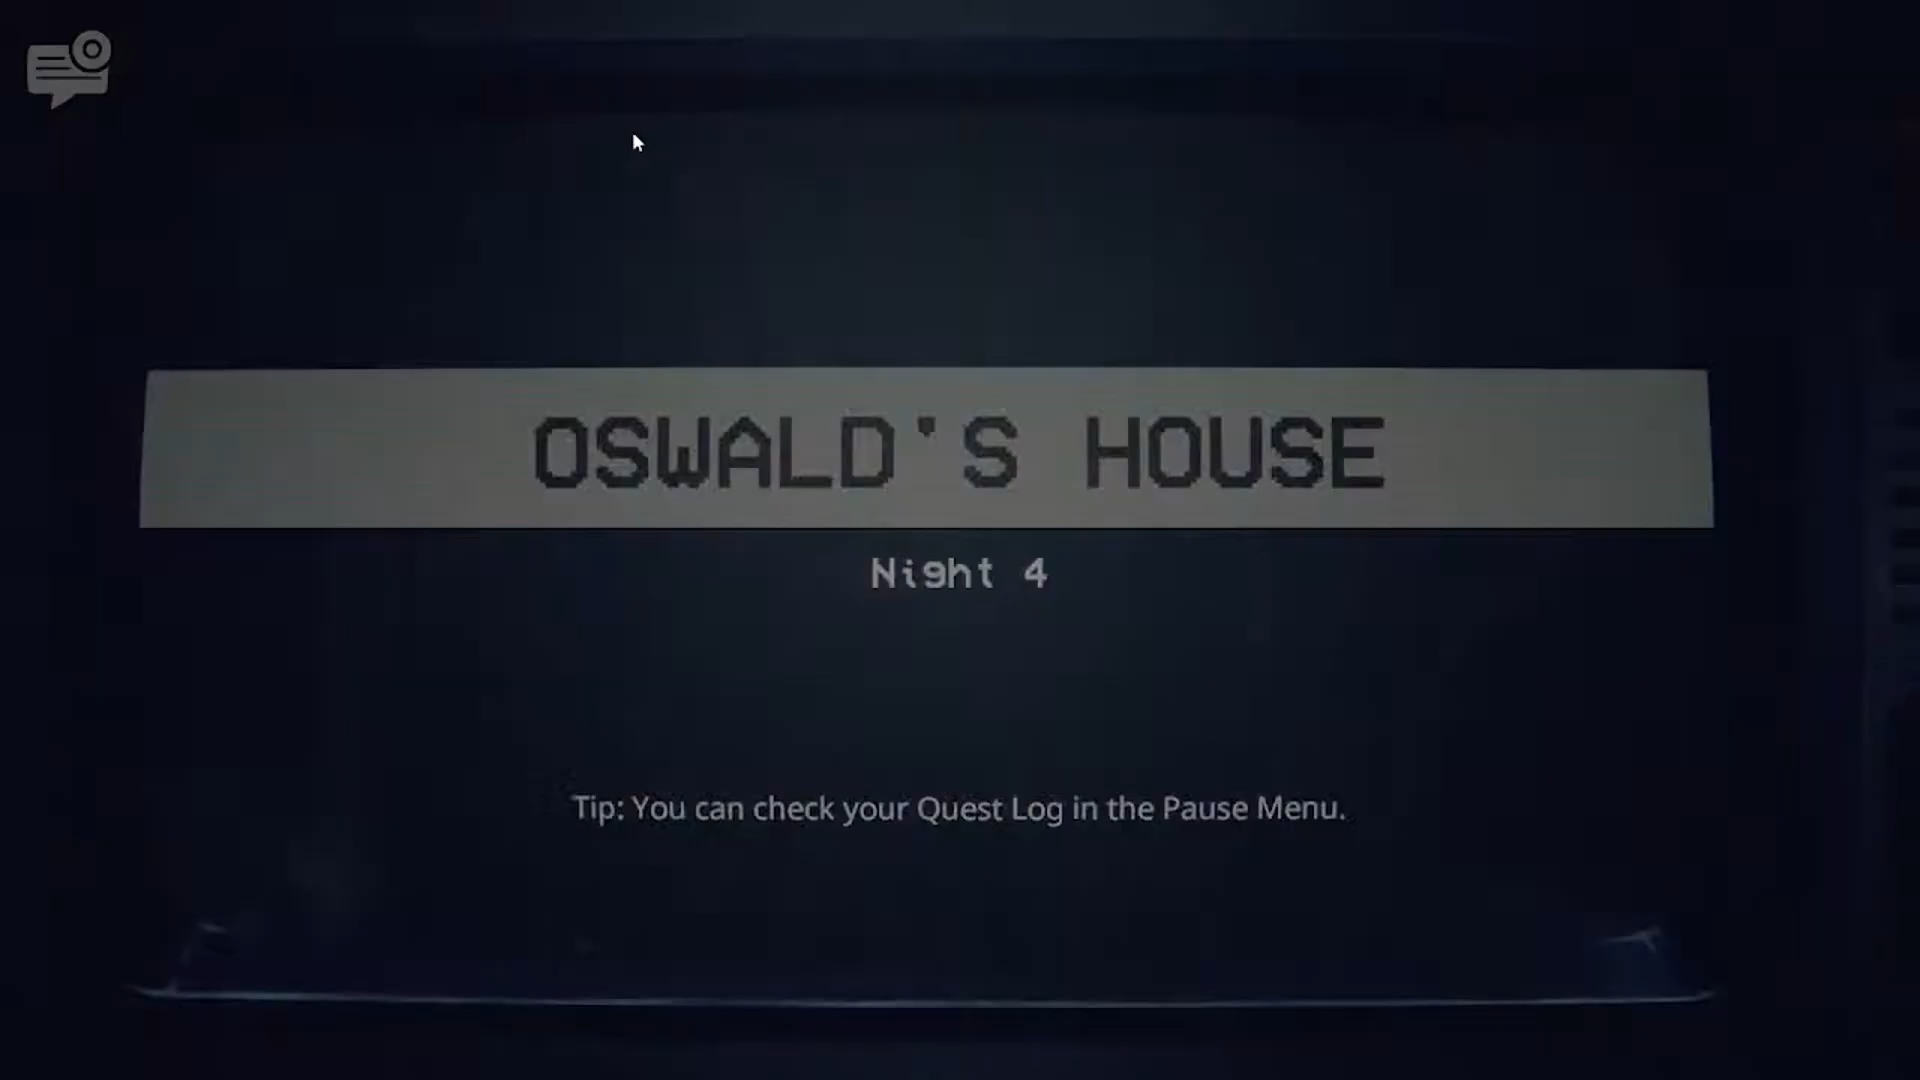 OSWALD'S HOUSE
Night 4
Tip: You can check your Quest Log in the Pause Menu.